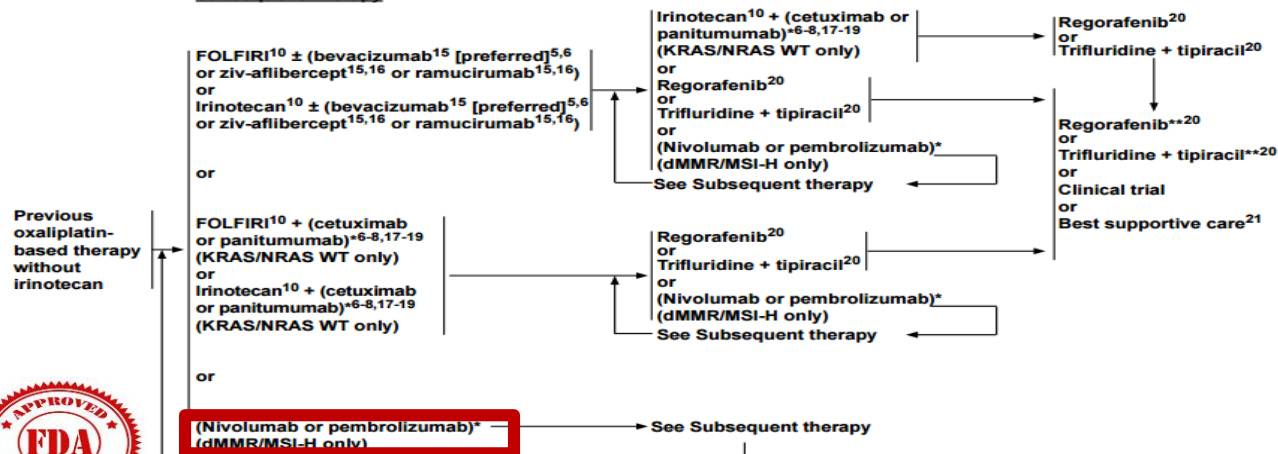 Previous
oxaliplatin-
based therapy
without
irinotecan
FOLFIRI10 ± (bevacizumab15 [preferred]5,6
or ziv-aflibercept15,16 or ramucirumab15,16)
or
Irinotecan10 ± (bevacizumab15 [preferred]5,6
or ziv-aflibercept15,16 or ramucirumab15,16)
or
FOLFIRI10 + (cetuximab
or panitumumab)*6-8,17-19
(KRAS/NRAS WT only)
or
Irinotecan10 + (cetuximab
or panitumumab)*6-8,17-19
(KRAS/NRAS WT only)
or
(Nivolumab or pembrolizumab)*
(dMMR/MSI-H only)
Irinotecan10 + (cetuximab or
panitumumab)*6-8,17-19
(KRAS/NRAS WT only)
or
Regorafenib20
or
Trifluridine + tipiracil20
or
(Nivolumab or pembrolizumab)*
(dMMR/MSI-H only)
See Subsequent therapy
Regorafenib20
or
Trifluridine + tipiracil20
or
(Nivolumab or pembrolizumab)*
(dMMR/MSI-H only)
See Subsequent therapy
See Subsequent therapy
Regorafenib20
or
Trifluridine + tipiracil20
Regorafenib**20
or
Trifluridine + tipiracil**20
or
Clinical trial
or
Best supportive care21
APPROVED
FDA